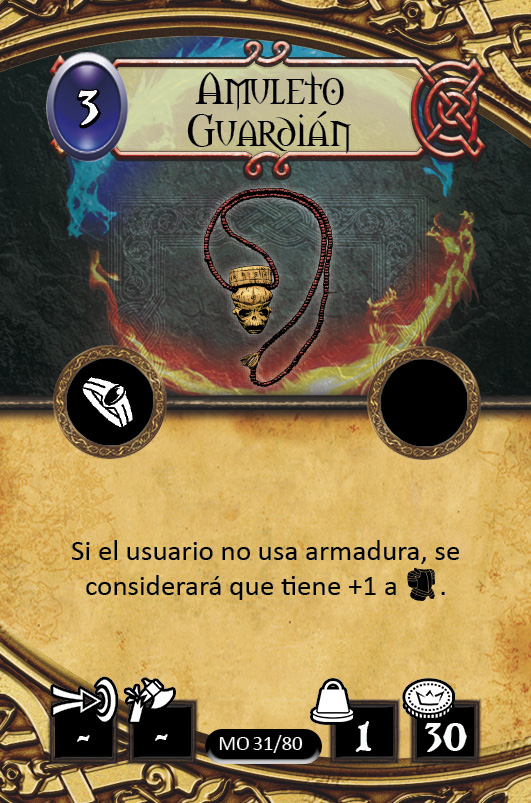 3
Amuleto
Guardián
Si el usuario no usa armadura, se
considerará que tiene +1 a .
~ ~ MO 31/80 1 30